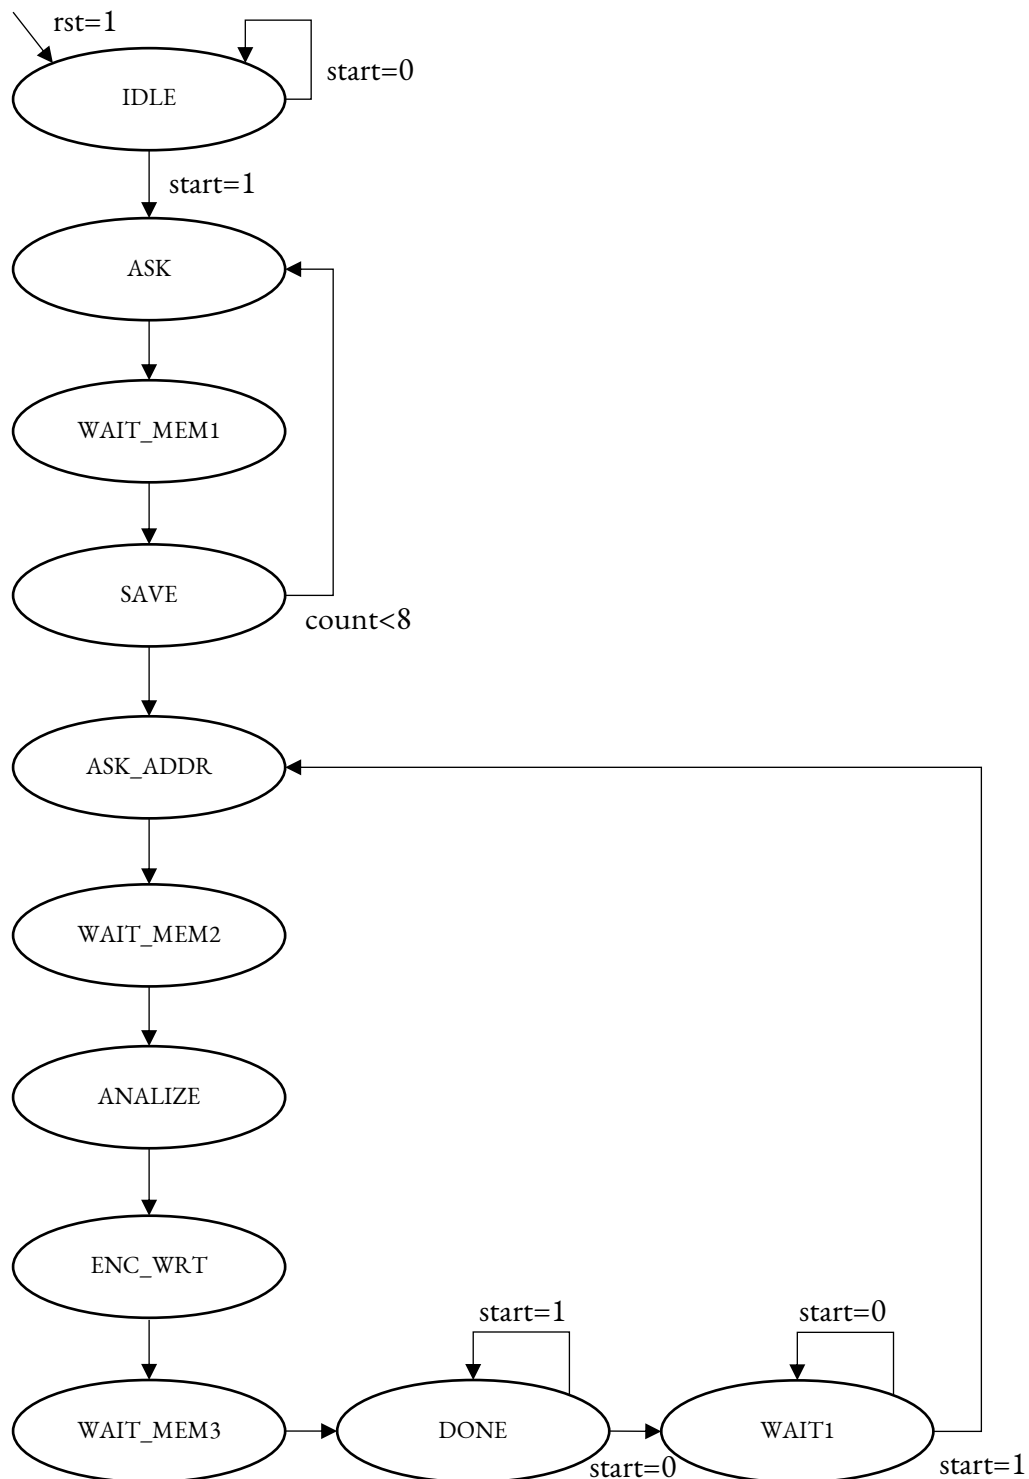 rst=1
start=0
IDLE
start=1
ASK
WAIT_MEM1
SAVE
count<8
ASK_ADDR
WAIT_MEM2
ANALIZE
ENC_WRT
start=1
start=0
WAIT_MEM3
DONE
WAIT1
start=0
start=1